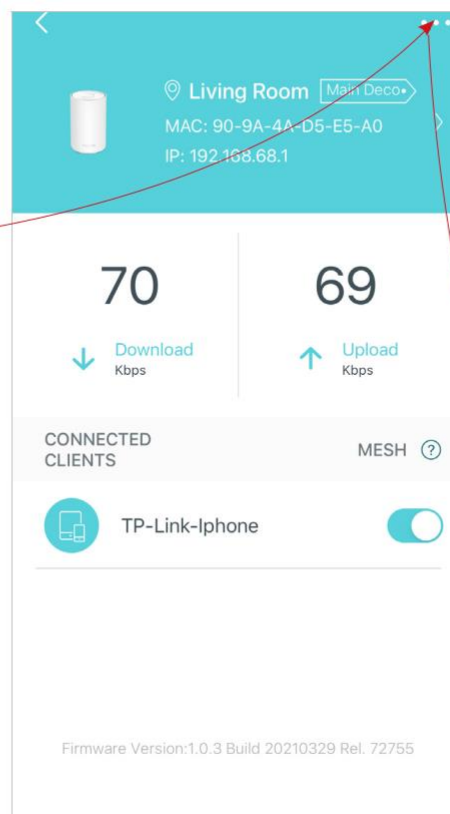 Living Room Main Deco
MAC: 90-9A-4A-D5-E5-A0
IP: 192.168.68.1
70 69
Download Upload
Kbps Kbps
CONNECTED
CLIENTS
MESH ?
TP-Link-Iphone
Firmware Version:1.0.3 Build 20210329 Rel. 72755